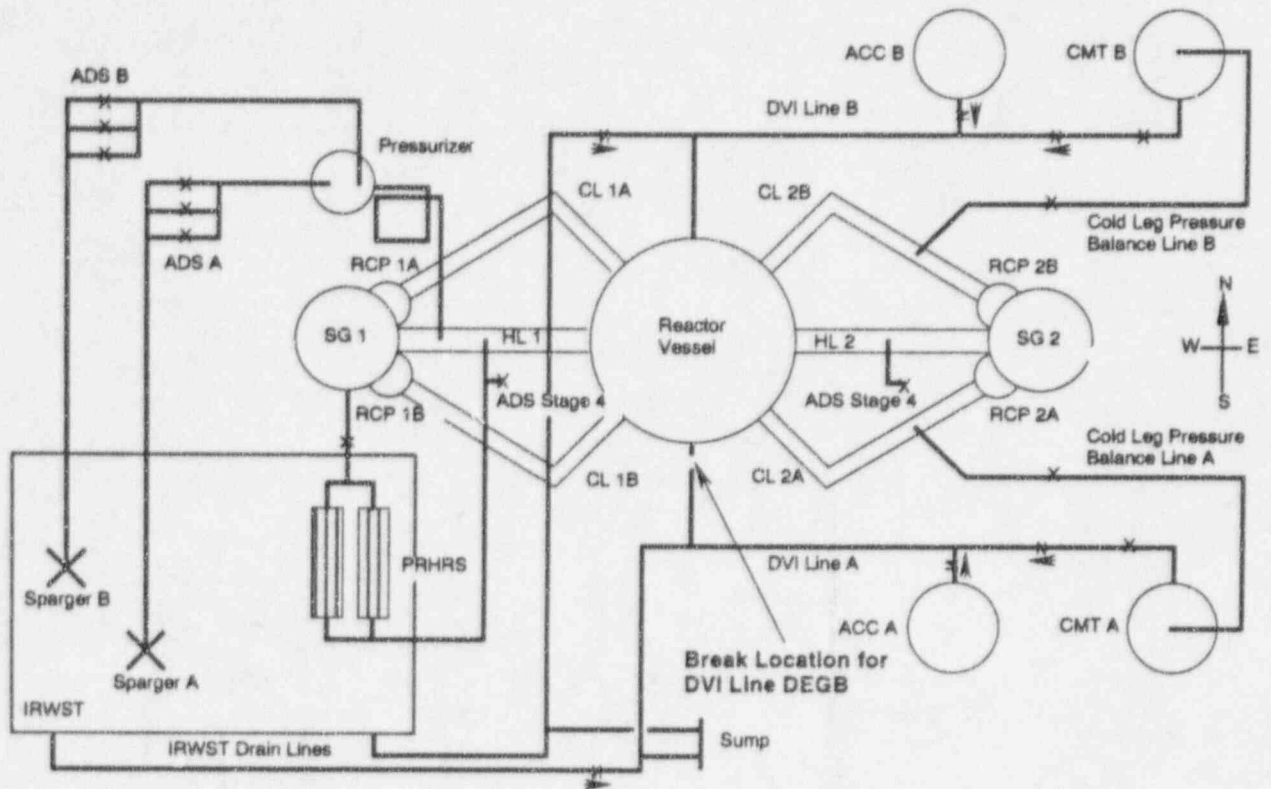 ACC B
CMT B
ADS B
DVI Line B
Pressurizer
CL 1A
CL 2B
Cold Leg Pressure
Balance Line B
ADS A
RCP 1A
RCP 2B
N
SG 1
HL 1
Reactor
Vessel
HL 2
SG 2
W
E
S
ADS Stage 4
ADS Stage 4
RCP 1B
RCP 2A
Cold Leg Pressure
Balance Line A
CL 1B
CL 2A
PRHRS
DVI Line A
Sparger B
ACC A
CMT A
Break Location for
DVI Line DEGB
Sparger A
IRWST
IRWST Drain Lines
Sump